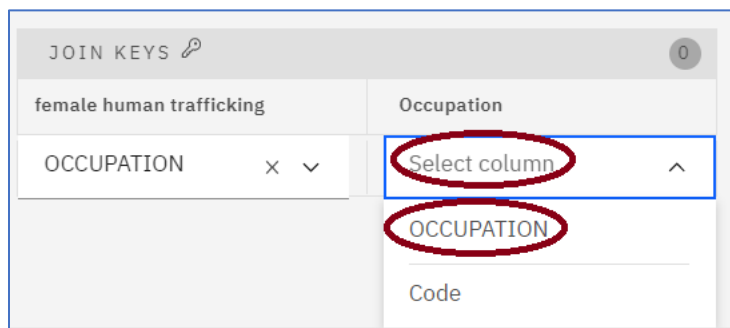 JOIN KEYS 0
female human trafficking Occupation
OCCUPATION Select column
OCCUPATION
Code